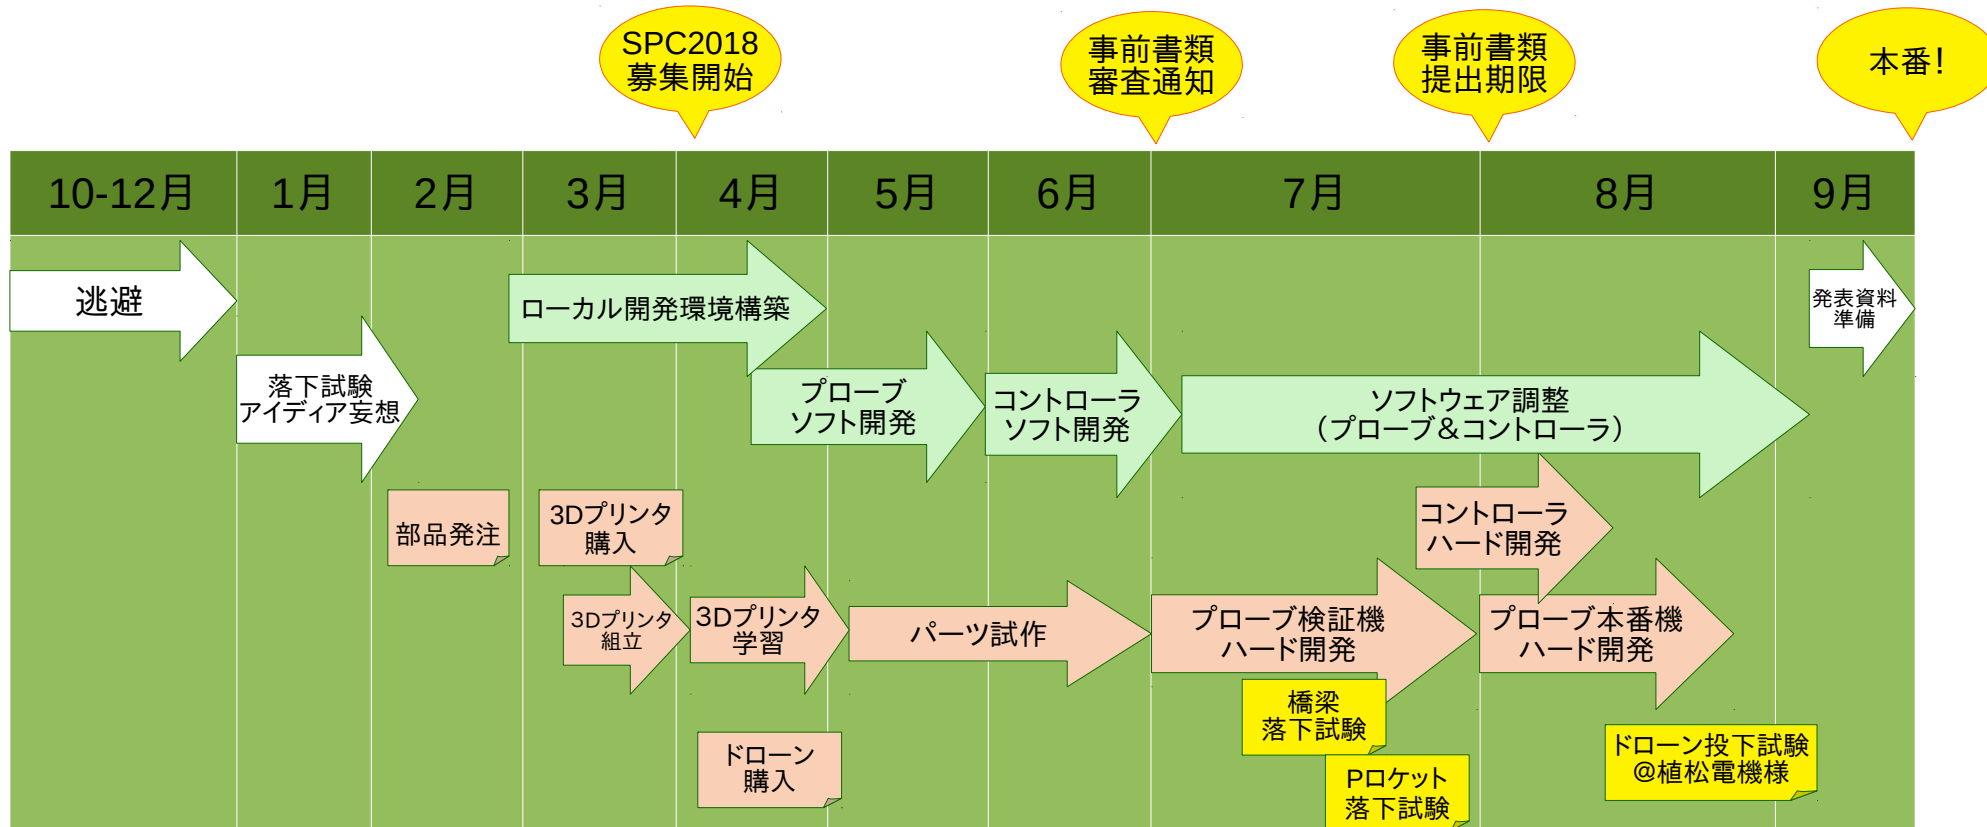 SPC2018
募集開始
事前書類
審査通知
事前書類
提出期限
本番！
10-12月
1月
2月
3月
4月
5月
6月
7月
8月
9月
逃避
ローカル開発環境構築
発表資料
準備
落下試験
アイディア妄想
プローブ
ソフト開発
コントローラ
ソフト開発
ソフトウェア調整
（プローブ＆コントローラ）
部品発注
3Dプリンタ
購入
コントローラ
ハード開発
3Dプリンタ
組立
3Dプリンタ
学習
パーツ試作
プローブ検証機
ハード開発
プローブ本番機
ハード開発
橋梁
落下試験
ドローン
購入
Pロケット
落下試験
ドローン投下試験
@植松電機様